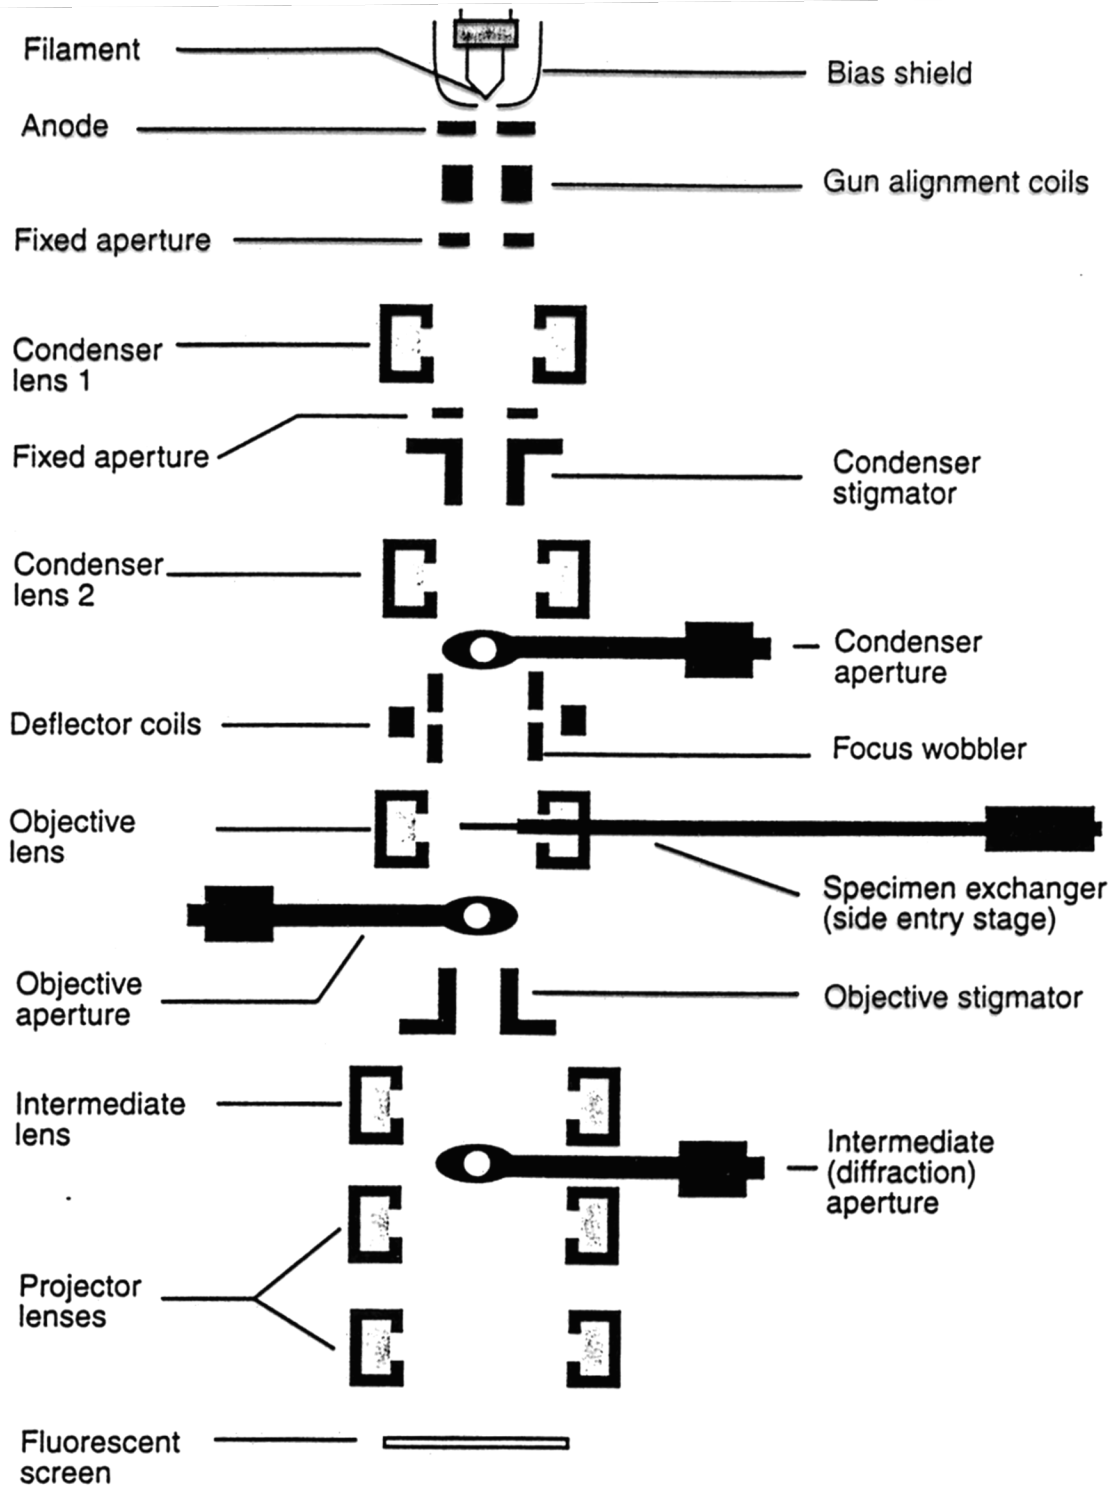 Filament
Bias shield
Anode
Gun alignment coils
Fixed aperture
Condenser
lens 1
Fixed aperture
Condenser
stigmator
Condenser
lens 2
Condenser
aperture
Deflector coils
Focus wobbler
Objective
lens
Specimen exchanger
(side entry stage)
Objective
aperture
Objective stigmator
Intermediate
lens
Intermediate
(diffraction)
aperture
Projector
lenses
Fluorescent
screen